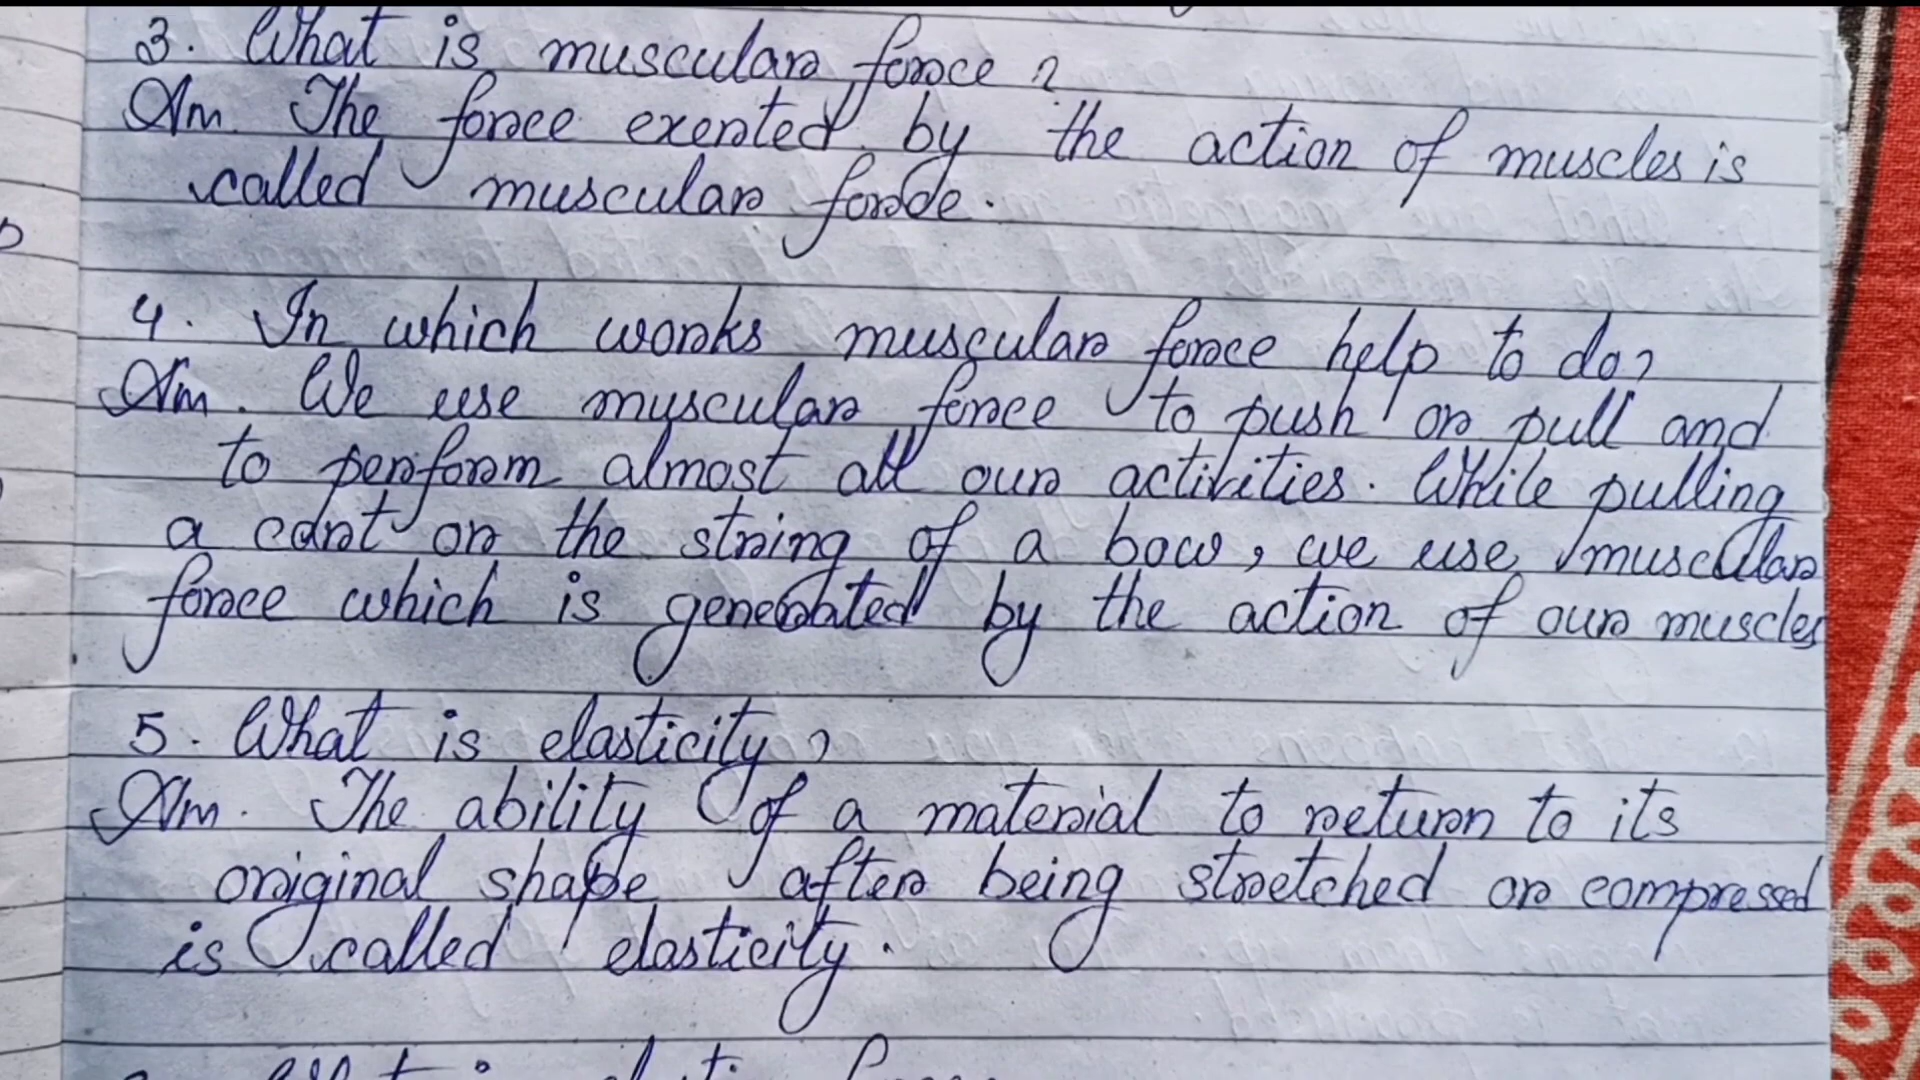 3. What is muscular force?
Ans. The force exerted by the action of muscles is
called muscular force.
4. In which works muscular force help to do?
Ans. We use muscular force to push or pull and
to perform almost all our activities. While pulling
a cart or the string of a bow, we use muscular
force which is generated by the action of our muscles
5. What is elasticity?
Ans. The ability of a material to return to its
original shape after being stretched or compressed
is called elasticity.